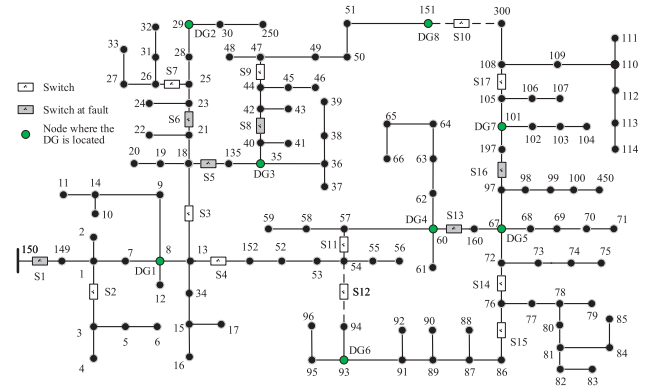 32 29 30 250 51 151 300
DG2 DG8 S10
33 31 28 48 47 49 50 108 109 111
27 26 S7 25 S9 S17 110
Switch 44 45 46 105 106 107 112
Switch at fault 24 23 42 43 39 65 64 101
Node where the DG is located S6 S8 38 DG7 102 103 104 113
22 21 40 41 66 63 197 114
20 19 18 S5 135 DG3 35 36 S16
11 14 9 37 62 97 98 99 100 450
10 S3 59 58 57 DG4 S13 67 68 69 70 71
150 149 2 7 8 13 152 52 S11 60 160 DG5
S1 1 DG1 S4 53 54 55 56 61 72 73 74 75
S2 12 34 S12 S14
3 15 17 96 94 92 90 88 76 77 78 79 85
5 6 S15 80
4 16 DG6 81 84
95 93 91 89 87 86 82 83